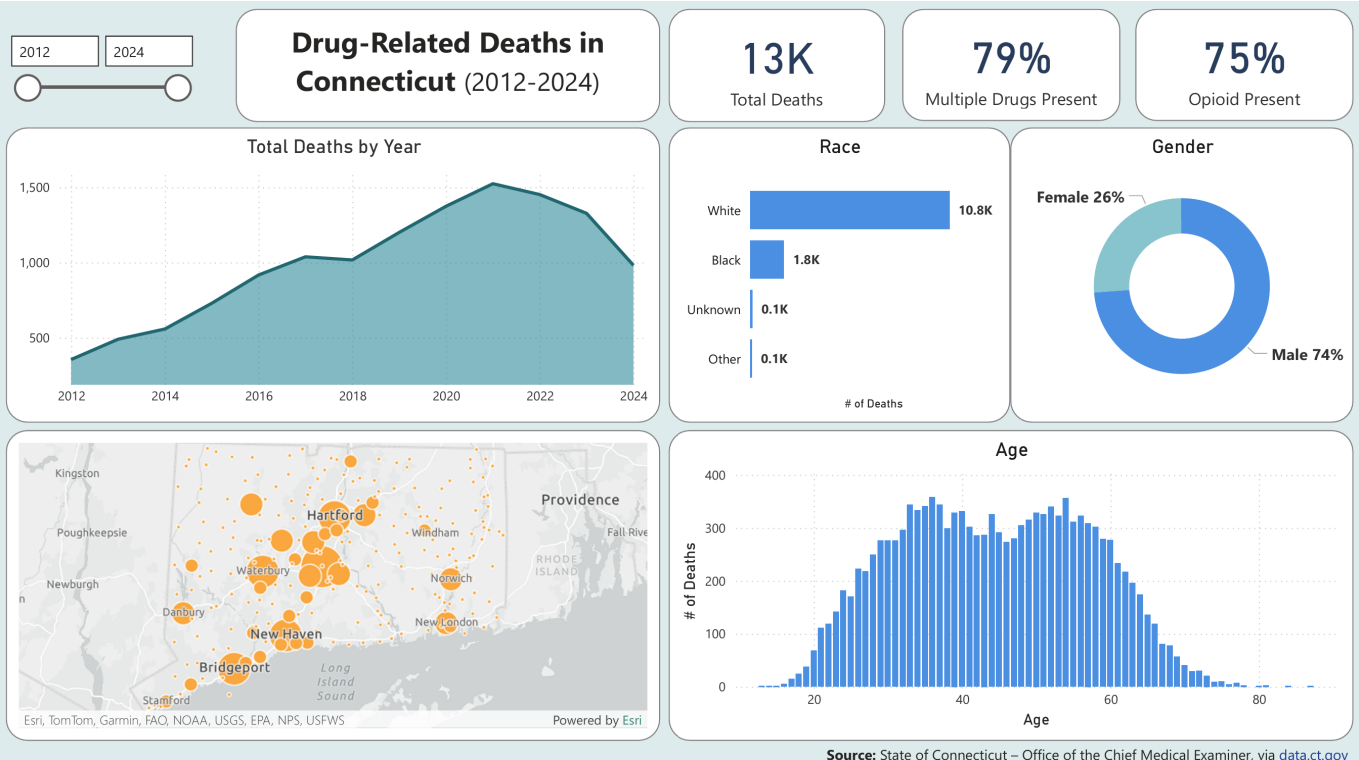 2012
2024
Drug-Related Deaths in
Connecticut (2012-2024)
13K
Total Deaths
79%
Multiple Drugs Present
75%
Opioid Present
Total Deaths by Year
1,500
1,000
500
2012
2014
2016
2018
2020
2022
2024
Race
White
10.8K
Black
1.8K
Unknown
0.1K
Other
0.1K
# of Deaths
Gender
Female 26%
Male 74%
Kingston
Poughkeepsie
Newburgh
n
Hartford
Providence
Windham
Fall Rive
RHODE
ISLAND
Waterbury
Norwich
Danbury
New London
New Haven
Bridgeport
Long
Island
Sound
Stamford
Esri, TomTom, Garmin, FAO, NOAA, USGS, EPA, NPS, USFWS
Powered by Esri
Age
400
300
200
100
0
# of Deaths
20
40
60
80
Age
Source: State of Connecticut – Office of the Chief Medical Examiner, via data.ct.gov